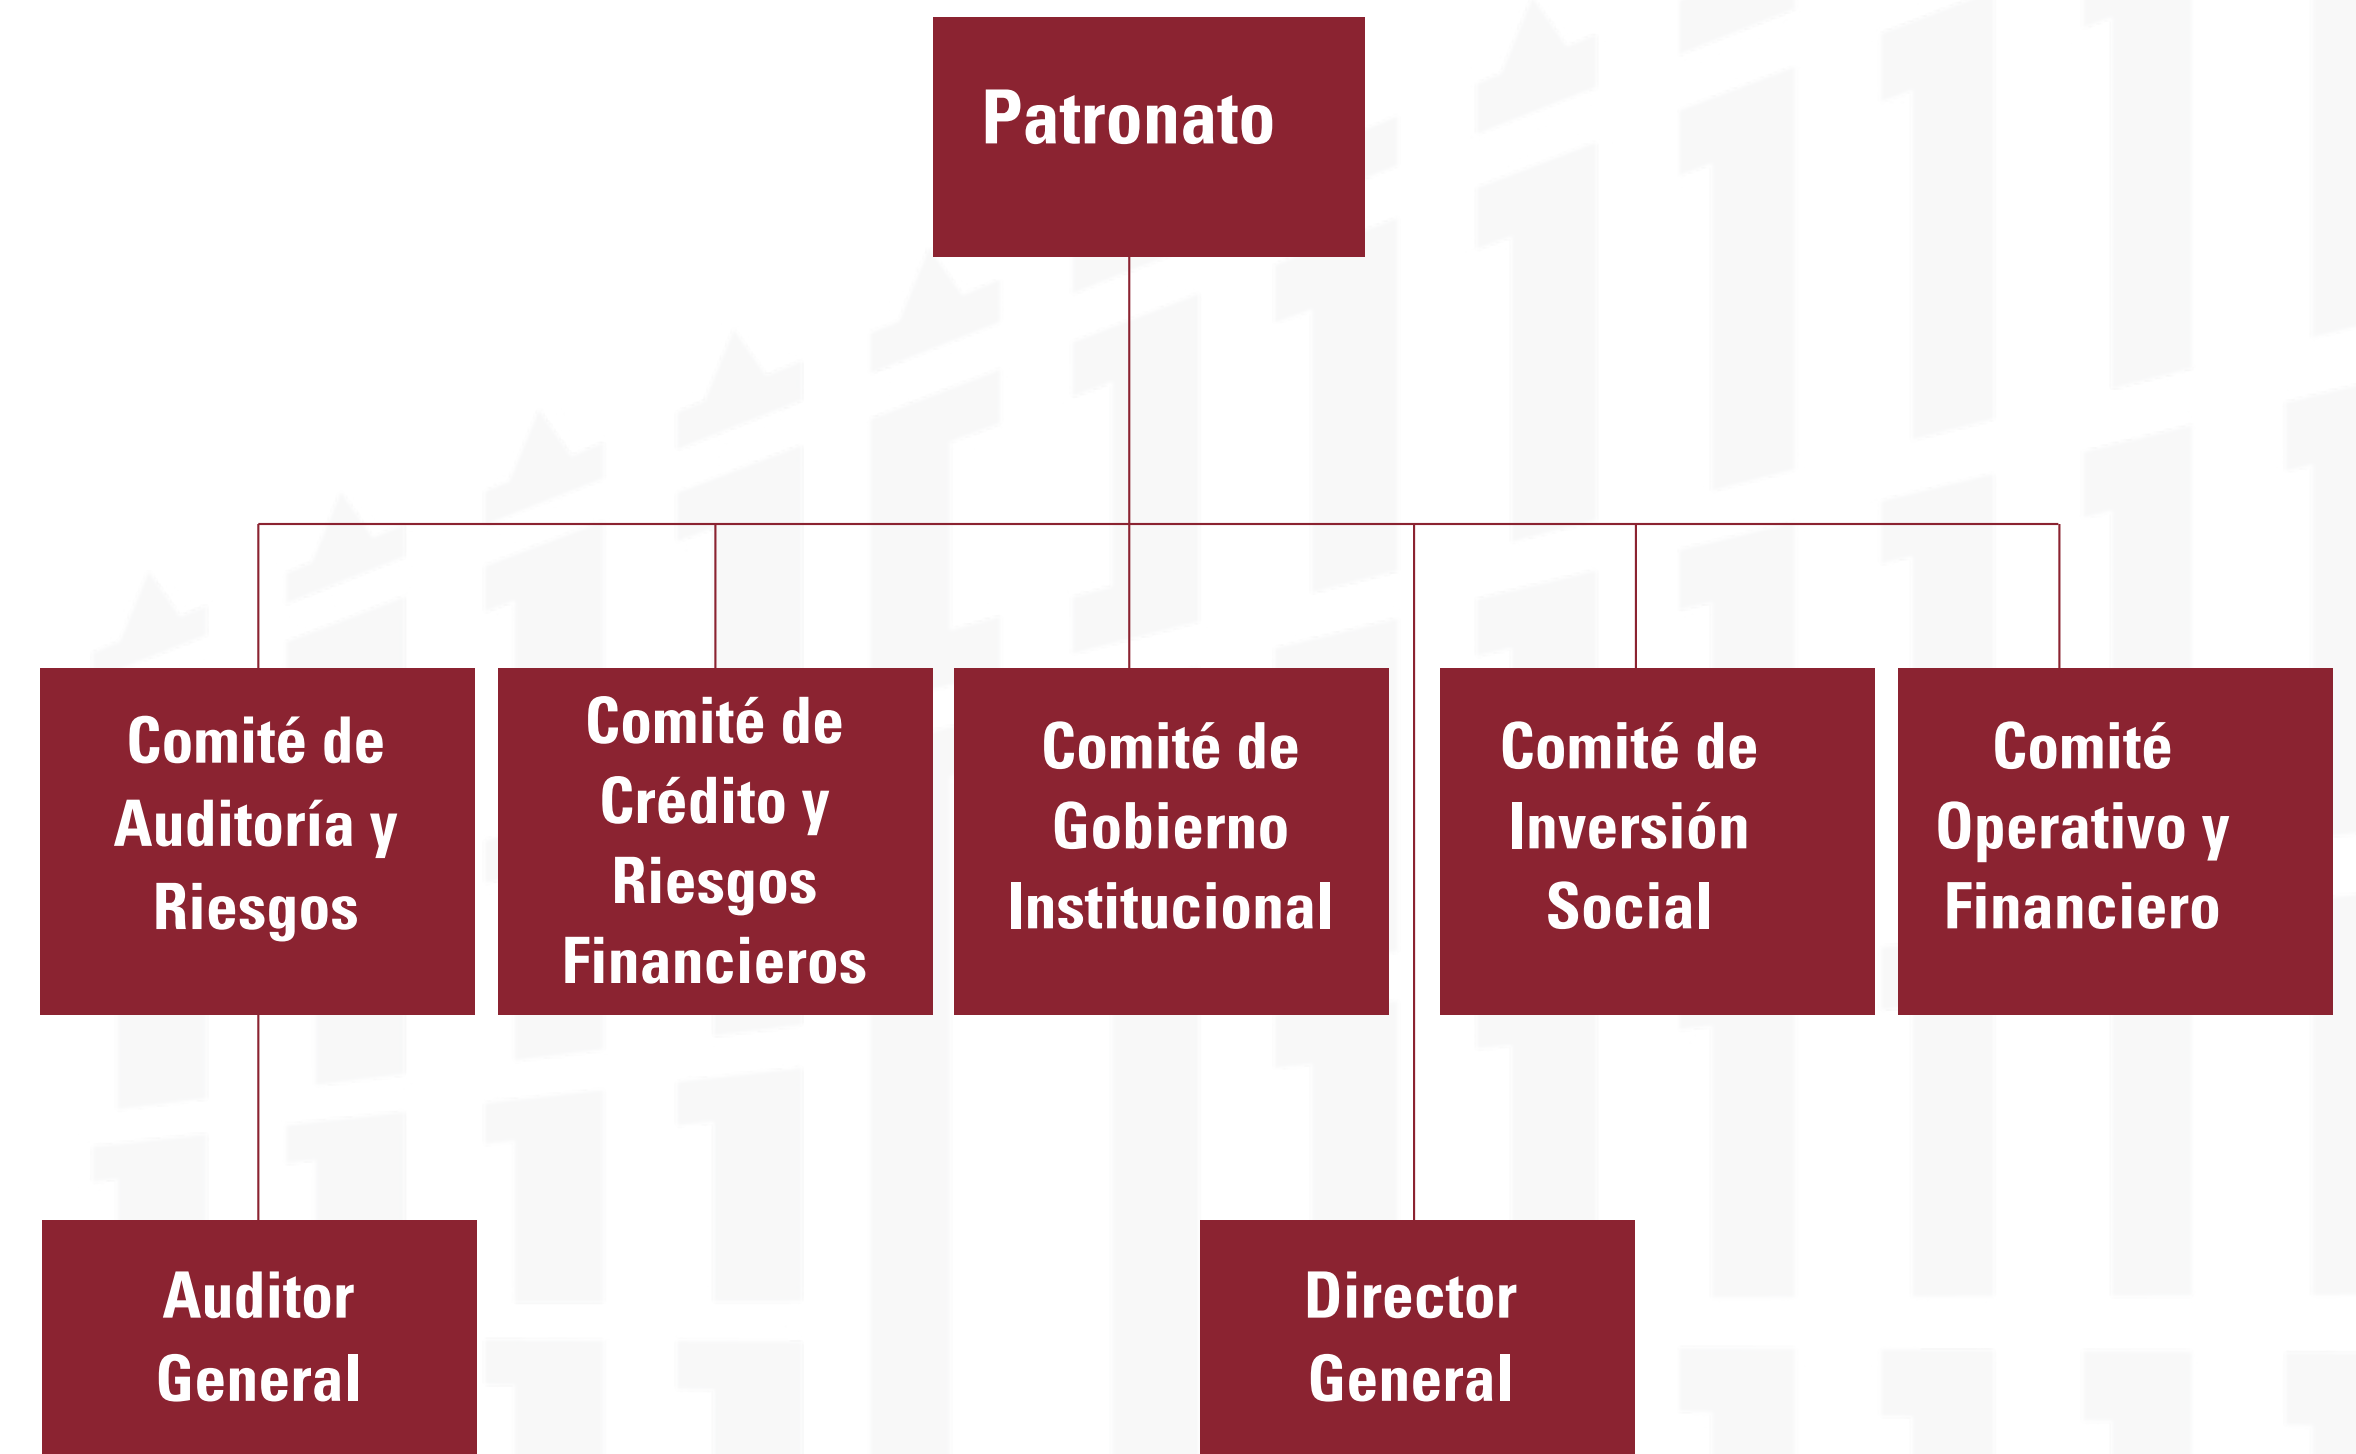 Patronato
Comité de
Auditoría y
Riesgos
Comité de
Crédito y
Riesgos
Financieros
Comité de
Gobierno
Institucional
Comité de
Inversión
Social
Comité
Operativo y
Financiero
Auditor
General
Director
General